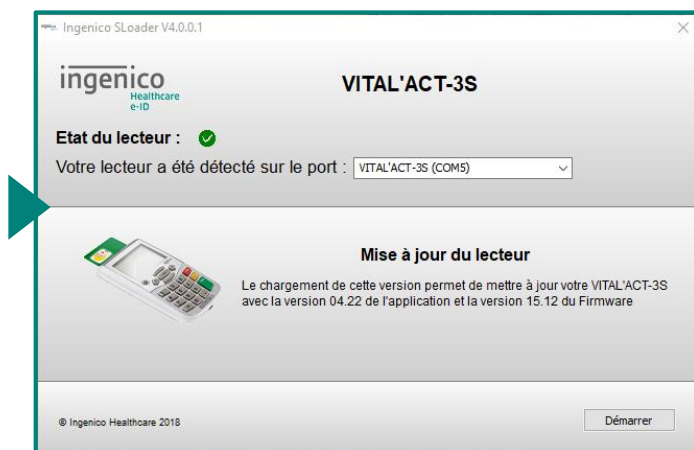 Ingenico SLoader V4.0.0.1
ingenico
Healthcare
e-ID
VITAL'ACT-3S
Etat du lecteur :
Votre lecteur a été détecté sur le port : VITAL'ACT-3S (COM5)
Mise à jour du lecteur
Le chargement de cette version permet de mettre à jour votre VITAL'ACT-3S
avec la version 04.22 de l'application et la version 15.12 du Firmware
© Ingenico Healthcare 2018
Démarrer